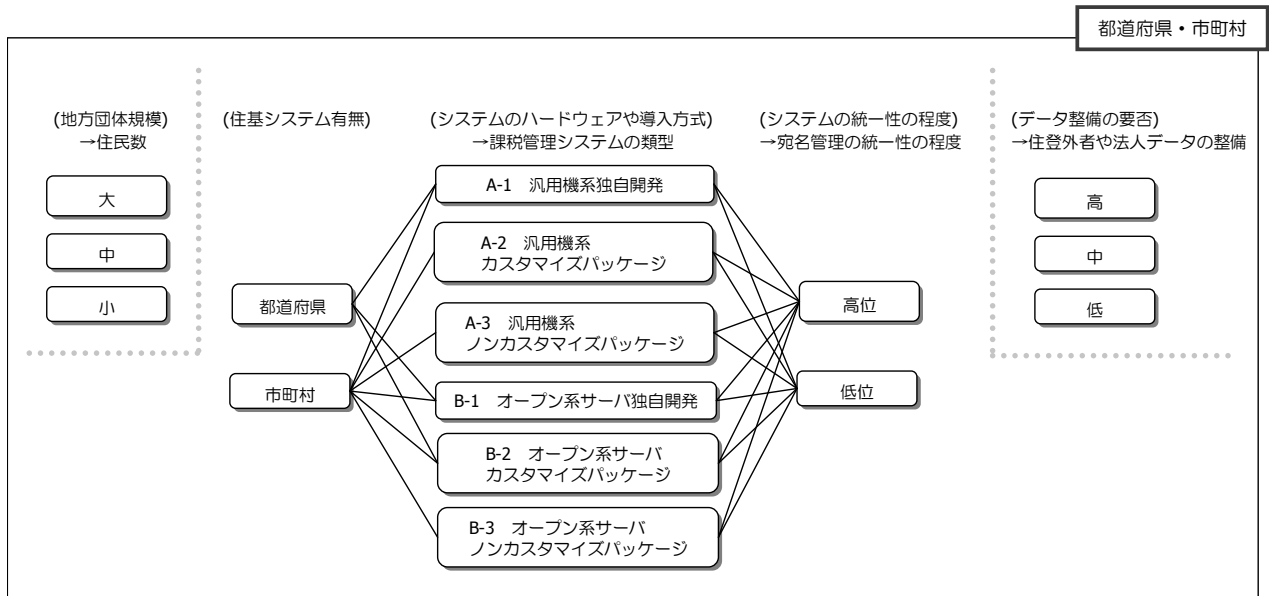 都道府県・市町村
(地方団体規模)
→住民数
大
中
小
(住基システム有無)
都道府県
市町村
(システムのハードウェアや導入方式)
→課税管理システムの類型
A-1 汎用機系独自開発
A-2 汎用機系
カスタマイズパッケージ
A-3 汎用機系
ノンカスタマイズパッケージ
B-1 オープン系サーバ独自開発
B-2 オープン系サーバ
カスタマイズパッケージ
B-3 オープン系サーバ
ノンカスタマイズパッケージ
(システムの統一性の程度)
→宛名管理の統一性の程度
高位
低位
(データ整備の要否)
→住登外者や法人データの整備
高
中
低